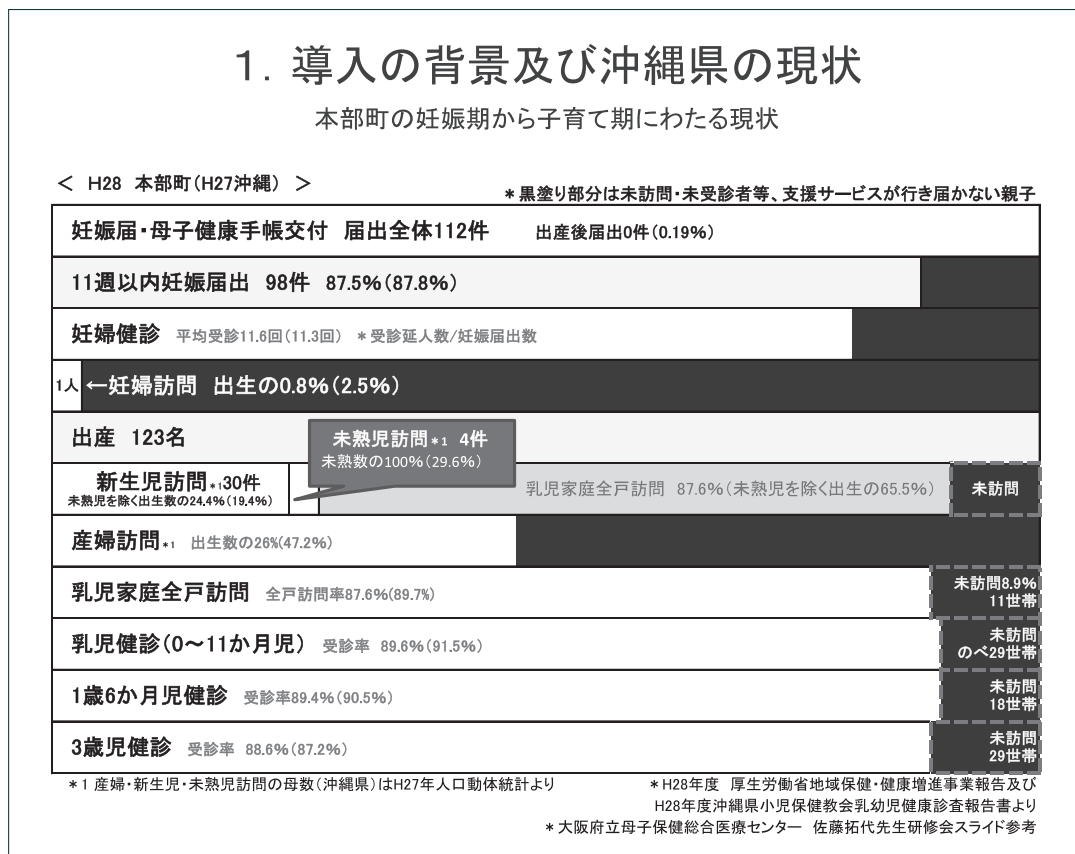 1．導入の背景及び沖縄県の現状
本部町の妊娠期から子育て期にわたる現状
＜ H28 本部町（H27沖縄） ＞
＊黒塗り部分は未訪問・未受診者等、支援サービスが行き届かない親子
妊娠届・母子健康手帳交付 届出全体112件 出産後届出0件（0.19%）
11週以内妊娠届出 98件 87.5%（87.8%）
妊婦健診 平均受診11.6回（11.3回） ＊受診延人数/妊娠届出数
1人 ←妊婦訪問 出生の0.8%（2.5%）
出産 123名
未熟児訪問＊1 4件
未熟数の100%（29.6%）
新生児訪問＊1 30件
未熟児を除く出生数の24.4%（19.4%）
乳児家庭全戸訪問 87.6%（未熟児を除く出生の65.5%）
未訪問
産婦訪問＊1 出生数の26%（47.2%）
乳児家庭全戸訪問 全戸訪問率87.6%（89.7%）
未訪問8.9%
11世帯
乳児健診（0～11か月児） 受診率 89.6%（91.5%）
未訪問
のべ29世帯
1歳6か月児健診 受診率89.4%（90.5%）
未訪問
18世帯
3歳児健診 受診率 88.6%（87.2%）
未訪問
29世帯
＊1 産婦・新生児・未熟児訪問の母数（沖縄県）はH27年人口動体統計より
＊H28年度 厚生労働省地域保健・健康増進事業報告及び
H28年度沖縄県小児保健教会乳幼児健康診査報告書より
＊大阪府立母子保健総合医療センター 佐藤拓代先生研修会スライド参考